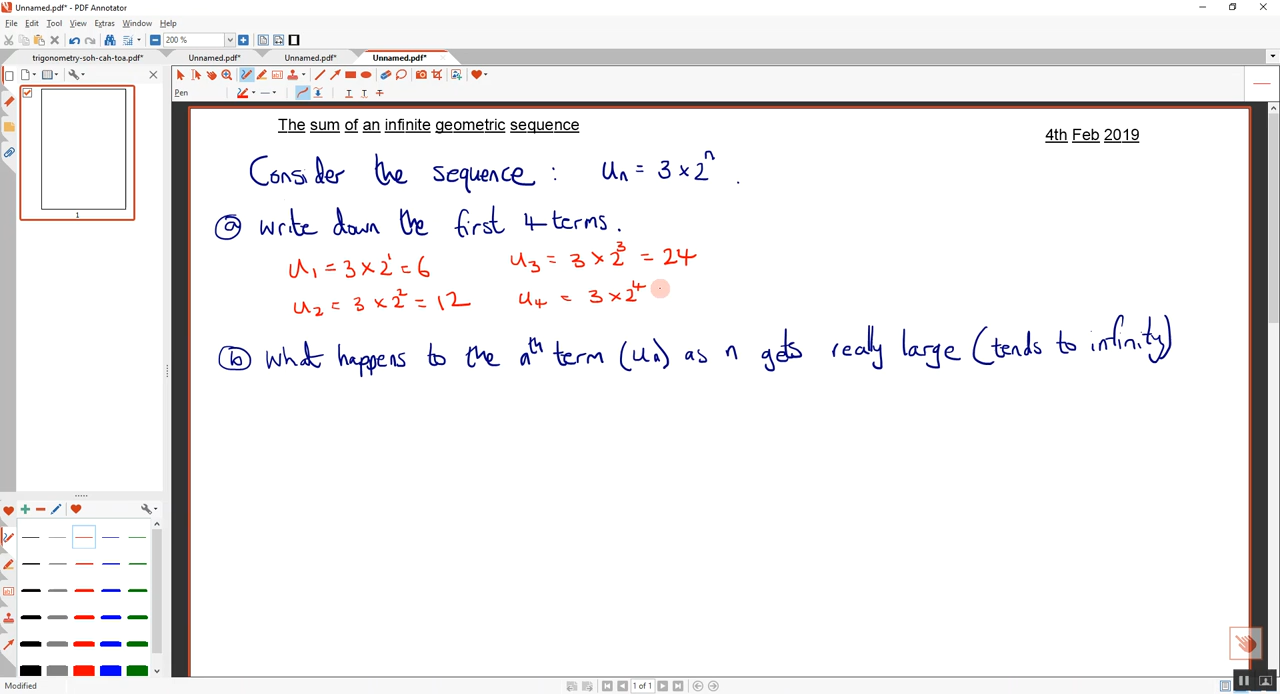 Unnamed.pdf* - PDF Annotator
File Edit Tool View Extras Window Help
200 %
trigonometry-soh-cah-toa.pdf* Unnamed.pdf* Unnamed.pdf* Unnamed.pdf*
Pen
The sum of an infinite geometric sequence
4th Feb 2019
Consider the sequence : uₙ = 3 × 2ⁿ .
ⓐ Write down the first 4 terms.
u₁ = 3 × 2¹ = 6 u₃ = 3 × 2³ = 24
u₂ = 3 × 2² = 12 u₄ = 3 × 2⁴
ⓑ What happens to the nᵗʰ term (uₙ) as n gets really large (tends to infinity)
1
Modified
1 of 1